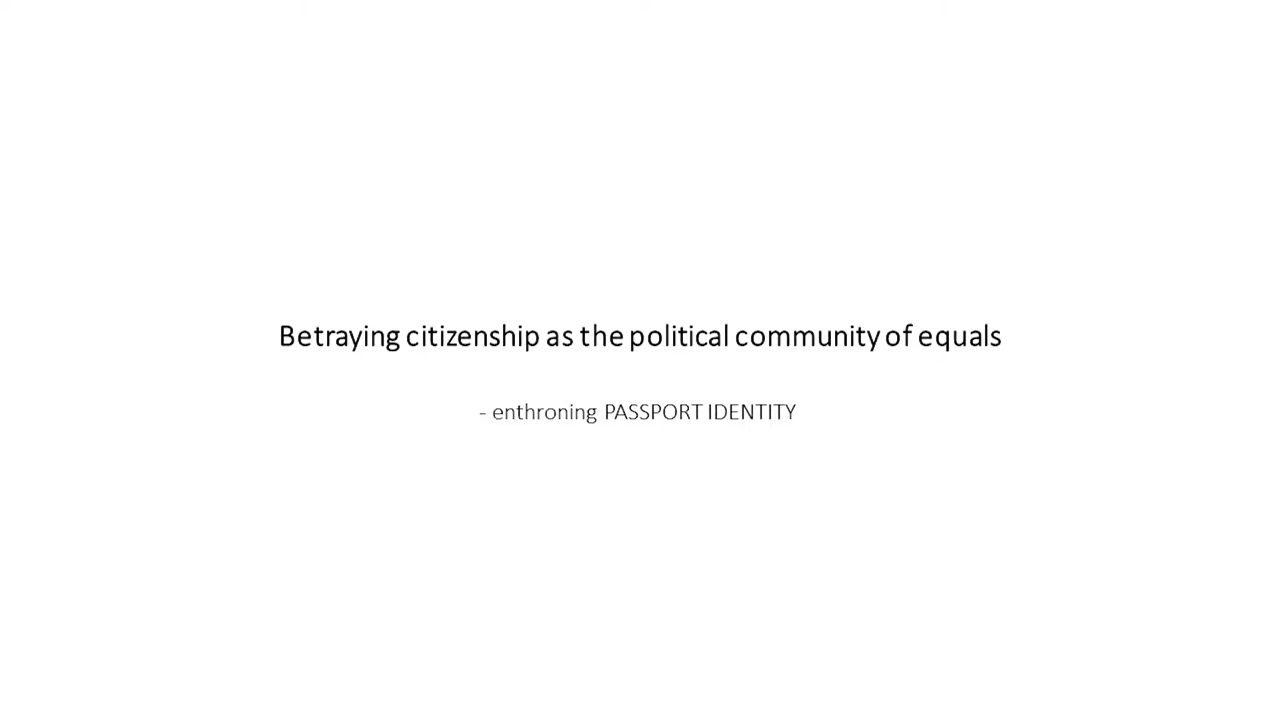 Betraying citizenship as the political community of equals
- enthroning PASSPORT IDENTITY